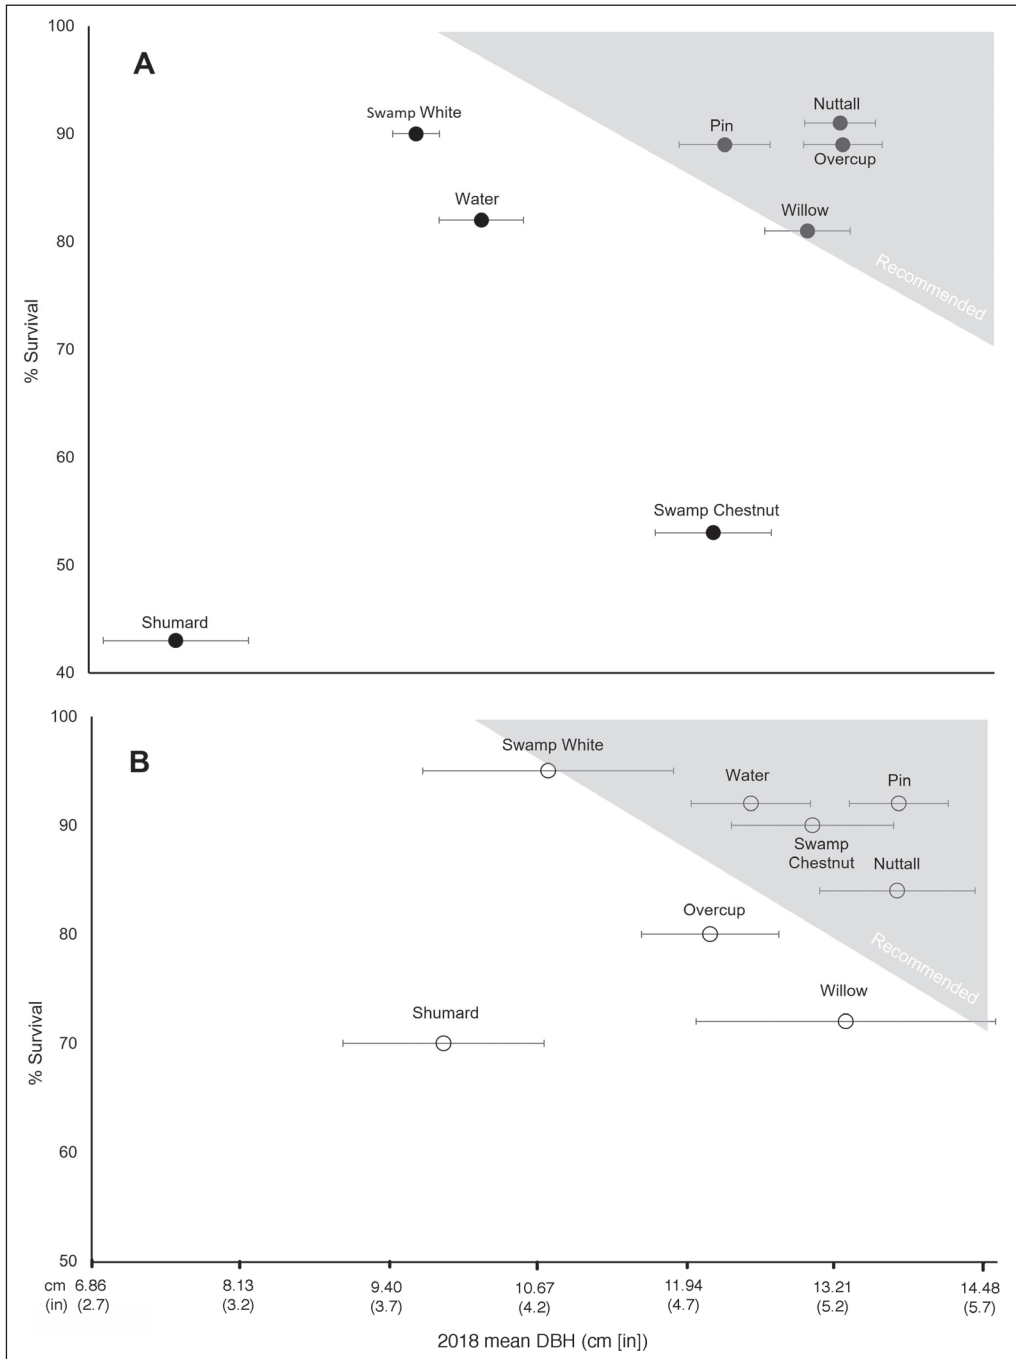 100
A
Nuttall
Swamp White
Pin
90
Overcup
Water
Willow
80
Recommended
% Survival
70
60
Swamp Chestnut
50
Shumard
40
100
Swamp White
B
Water
Pin
90
Swamp
Chestnut
Nuttall
Overcup
80
Recommended
Willow
Shumard
% Survival
70
60
50
cm 6.86 8.13 9.40 10.67 11.94 13.21 14.48
(in) (2.7) (3.2) (3.7) (4.2) (4.7) (5.2) (5.7)
2018 mean DBH (cm [in])